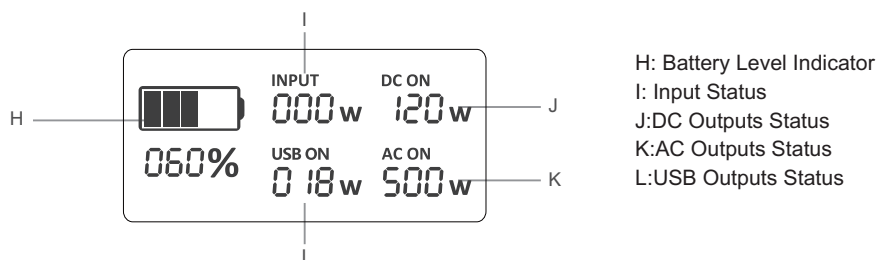 I
INPUT DC ON
000 w 120 w
H J
060% USB ON AC ON
018 w 500 w
K
H: Battery Level Indicator
I: Input Status
J:DC Outputs Status
K:AC Outputs Status
L:USB Outputs Status